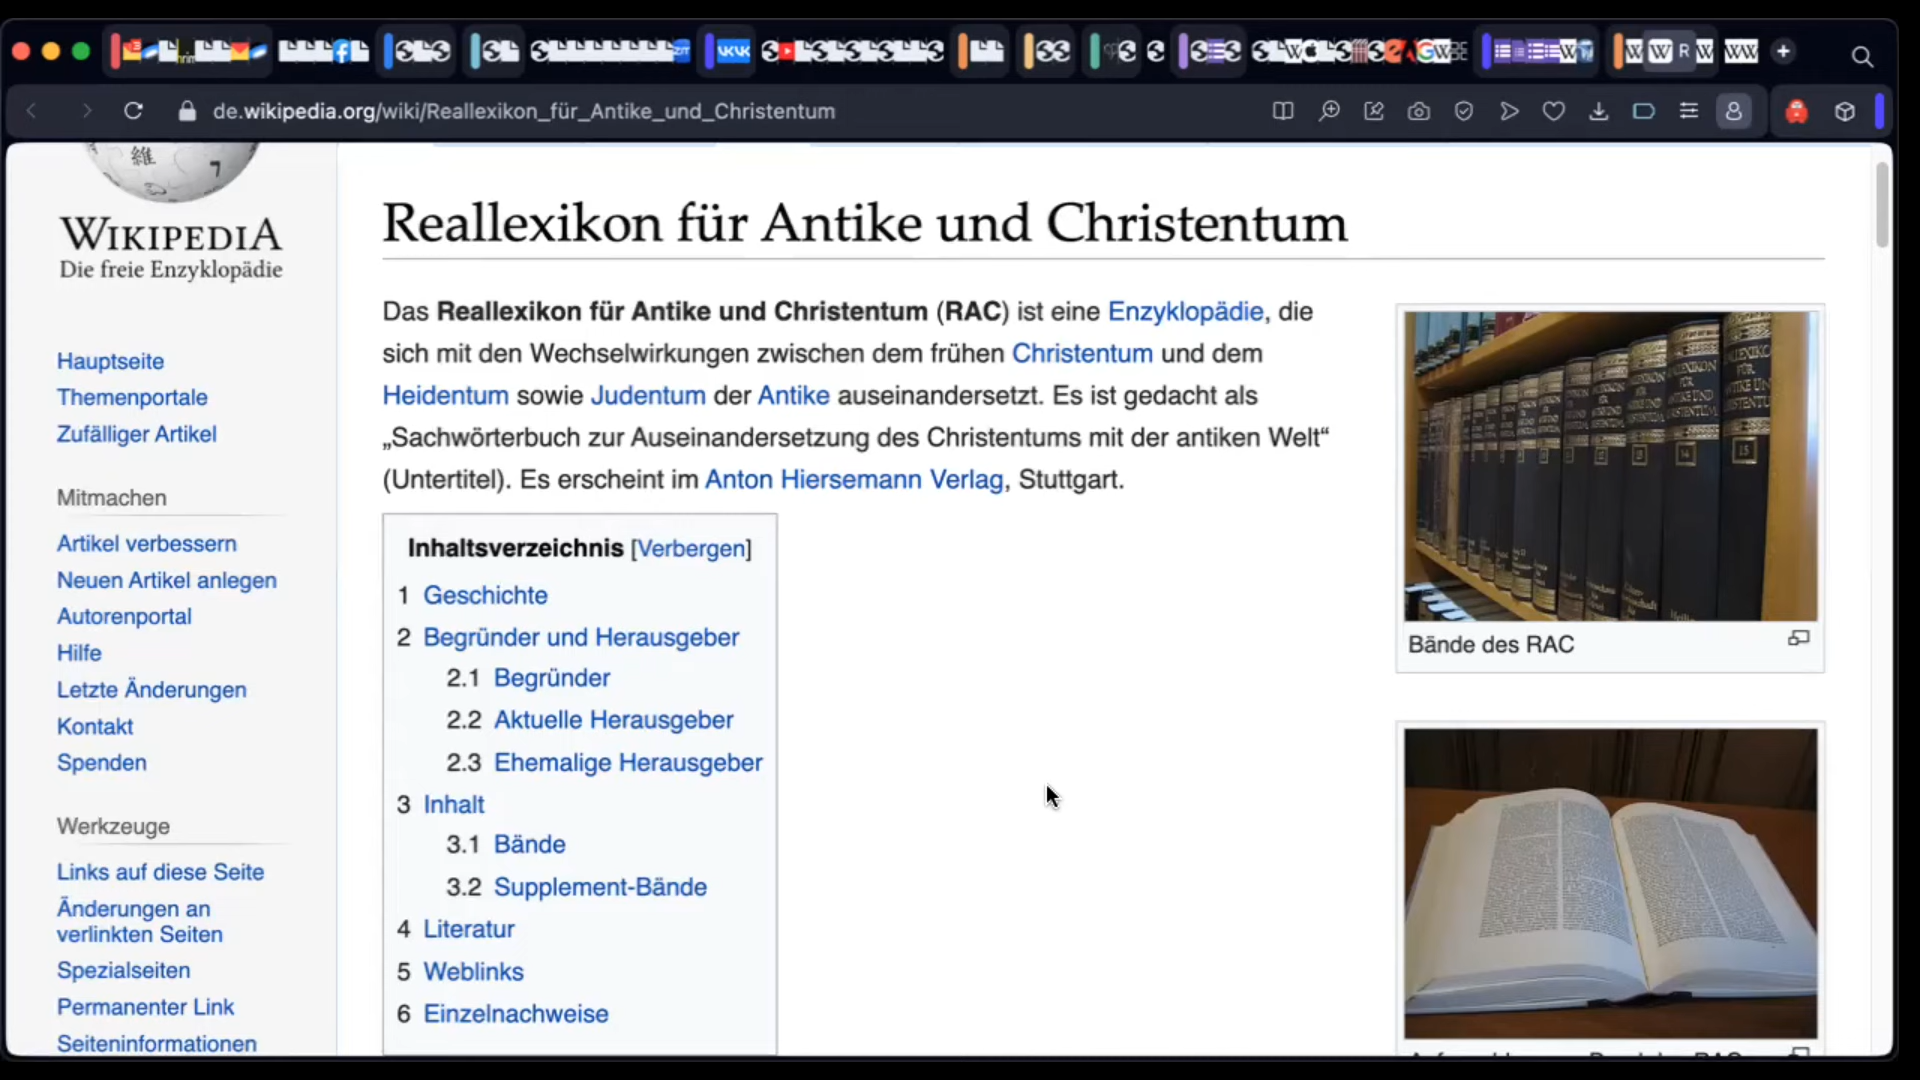 de.wikipedia.org/wiki/Reallexikon_für_Antike_und_Christentum
WIKIPEDIA
Die freie Enzyklopädie
Hauptseite
Themenportale
Zufälliger Artikel
Mitmachen
Artikel verbessern
Neuen Artikel anlegen
Autorenportal
Hilfe
Letzte Änderungen
Kontakt
Spenden
Werkzeuge
Links auf diese Seite
Änderungen an
verlinkten Seiten
Spezialseiten
Permanenter Link
Seiteninformationen
Reallexikon für Antike und Christentum
Das Reallexikon für Antike und Christentum (RAC) ist eine Enzyklopädie, die
sich mit den Wechselwirkungen zwischen dem frühen Christentum und dem
Heidentum sowie Judentum der Antike auseinandersetzt. Es ist gedacht als
„Sachwörterbuch zur Auseinandersetzung des Christentums mit der antiken Welt“
(Untertitel). Es erscheint im Anton Hiersemann Verlag, Stuttgart.
Inhaltsverzeichnis [Verbergen]
1 Geschichte
2 Begründer und Herausgeber
2.1 Begründer
2.2 Aktuelle Herausgeber
2.3 Ehemalige Herausgeber
3 Inhalt
3.1 Bände
3.2 Supplement-Bände
4 Literatur
5 Weblinks
6 Einzelnachweise
Bände des RAC